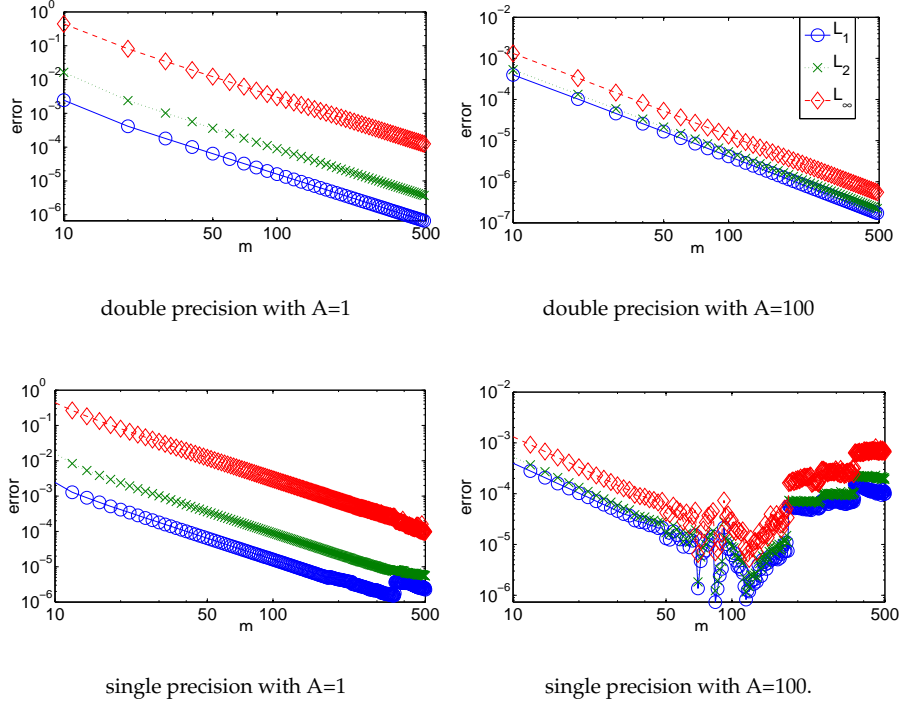 10^0
10^-1
10^-2
10^-3
10^-4
10^-5
10^-6
error
10 50 100 500
m
double precision with A=1
10^-2
10^-3
10^-4
10^-5
10^-6
10^-7
error
10 50 100 500
m
L_1
L_2
L_∞
double precision with A=100
10^0
10^-1
10^-2
10^-3
10^-4
10^-5
10^-6
error
10 50 100 500
m
single precision with A=1
10^-2
10^-3
10^-4
10^-5
10^-6
error
10 100 500
m
single precision with A=100.